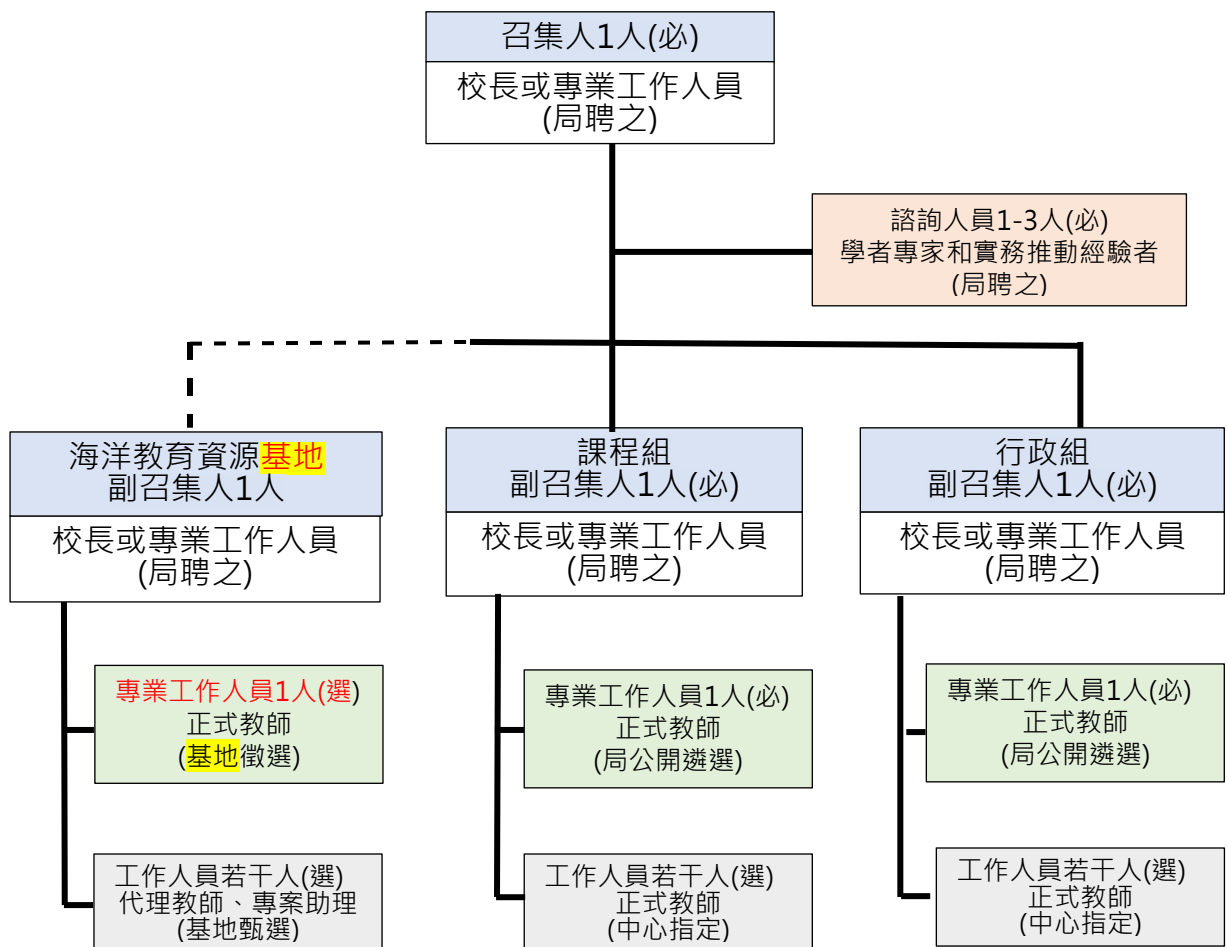 召集人1人(必)
校長或專業工作人員
(局聘之)
諮詢人員1-3人(必)
學者專家和實務推動經驗者
(局聘之)
海洋教育資源基地
副召集人1人
校長或專業工作人員
(局聘之)
專業工作人員1人(選)
正式教師
(基地徵選)
工作人員若干人(選)
代理教師、專案助理
(基地甄選)
課程組
副召集人1人(必)
校長或專業工作人員
(局聘之)
專業工作人員1人(必)
正式教師
(局公開遴選)
工作人員若干人(選)
正式教師
(中心指定)
行政組
副召集人1人(必)
校長或專業工作人員
(局聘之)
專業工作人員1人(必)
正式教師
(局公開遴選)
工作人員若干人(選)
正式教師
(中心指定)